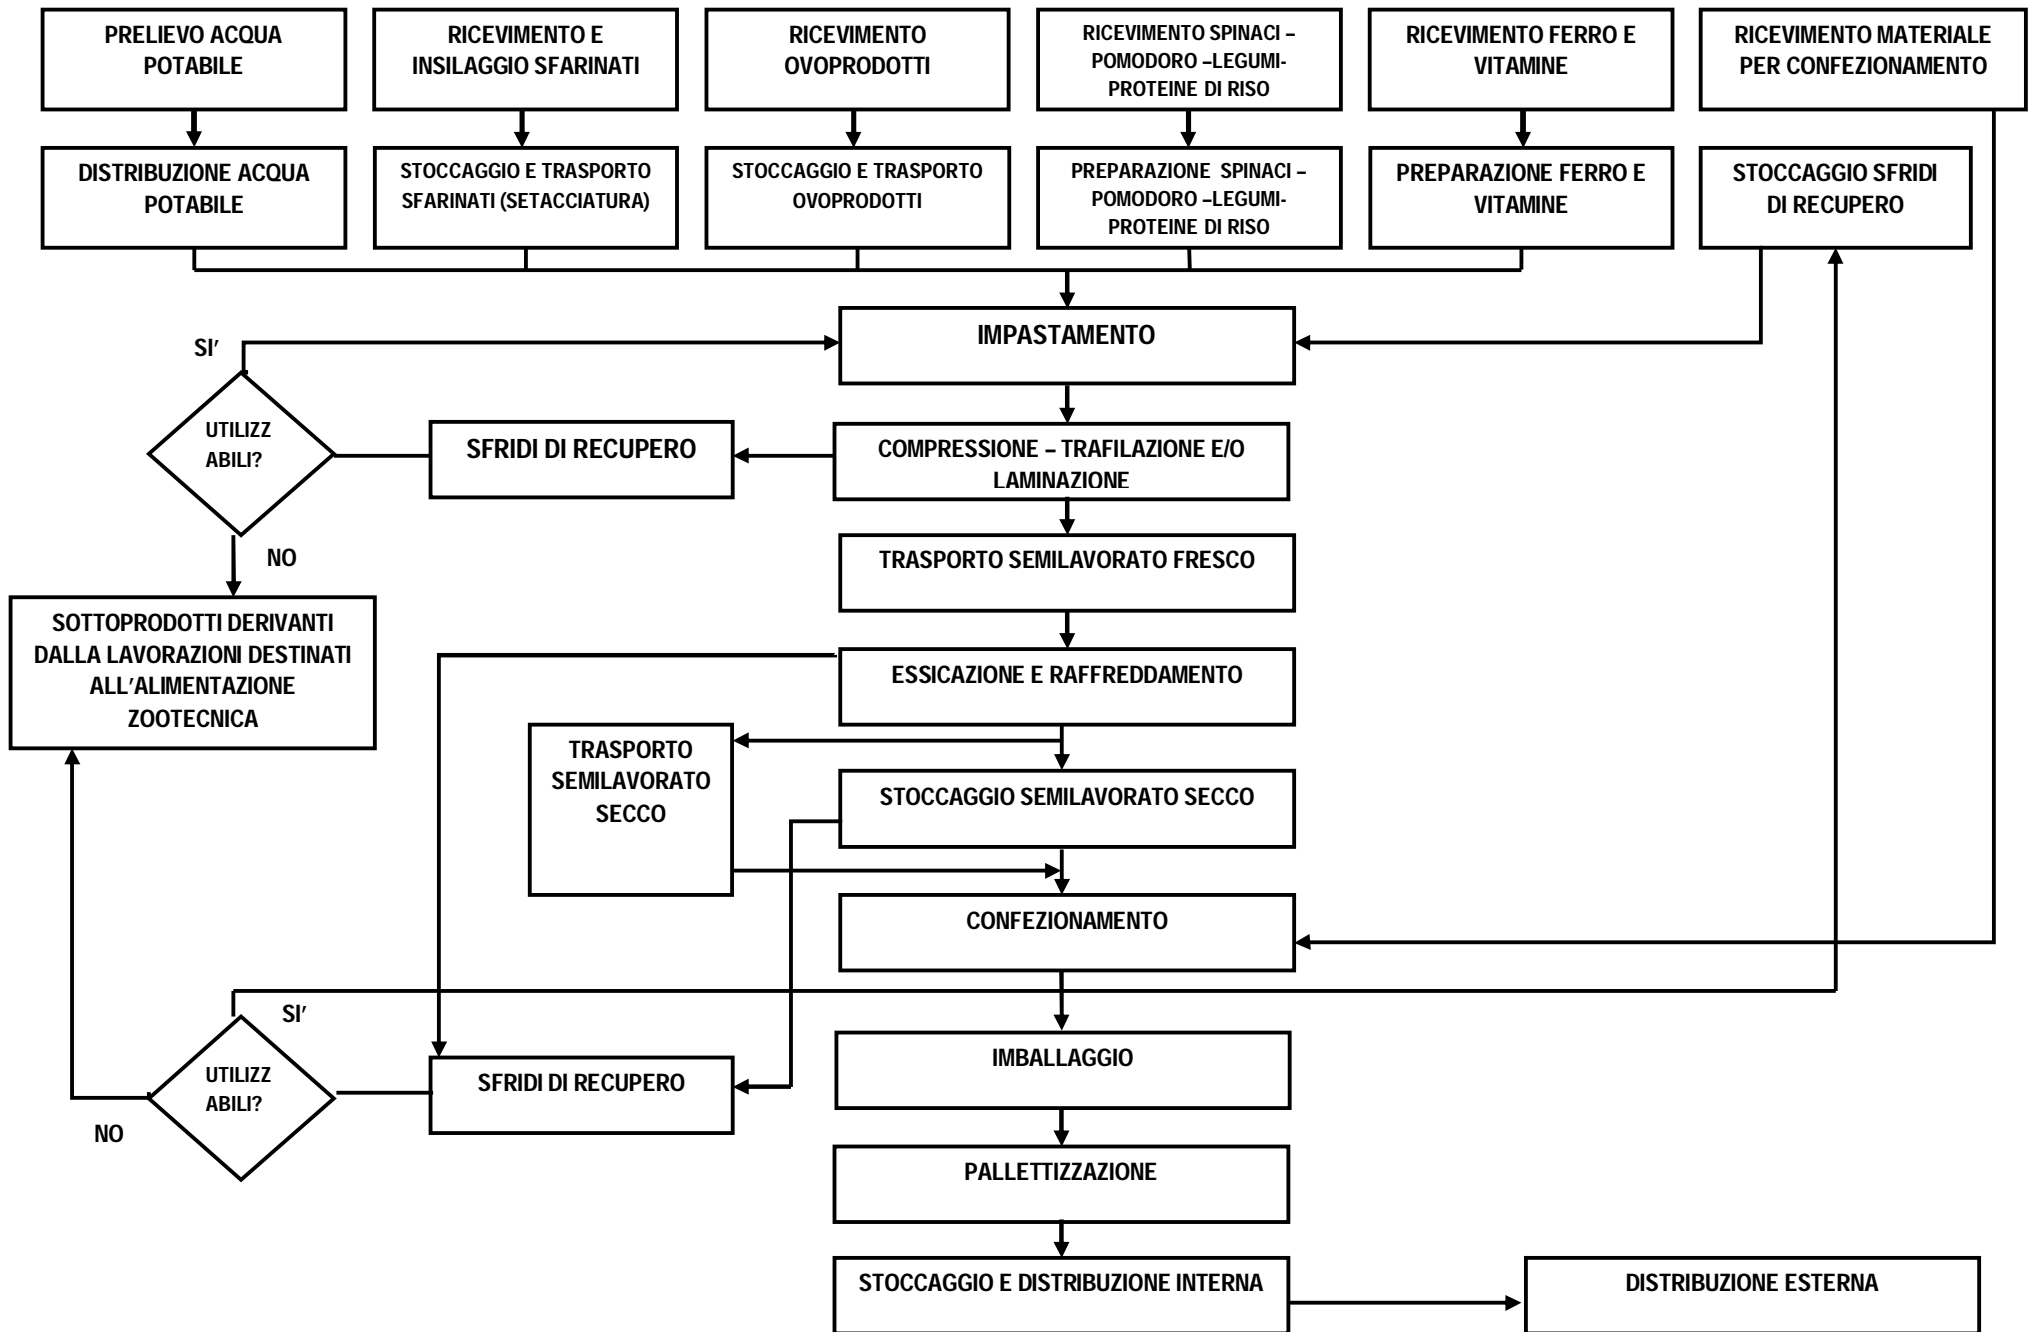 PRELIEVO ACQUA
POTABILE
RICEVIMENTO E
INSILAGGIO SFARINATI
RICEVIMENTO
OVOPRODOTTI
RICEVIMENTO SPINACI –
POMODORO –LEGUMI-
PROTEINE DI RISO
RICEVIMENTO FERRO E
VITAMINE
RICEVIMENTO MATERIALE
PER CONFEZIONAMENTO
DISTRIBUZIONE ACQUA
POTABILE
STOCCAGGIO E TRASPORTO
SFARINATI (SETACCIATURA)
STOCCAGGIO E TRASPORTO
OVOPRODOTTI
PREPARAZIONE SPINACI –
POMODORO –LEGUMI-
PROTEINE DI RISO
PREPARAZIONE FERRO E
VITAMINE
STOCCAGGIO SFRIDI
DI RECUPERO
IMPASTAMENTO
SI'
UTILIZZ
ABILI?
SFRIDI DI RECUPERO
COMPRESSIONE – TRAFILAZIONE E/O
LAMINAZIONE
NO
TRASPORTO SEMILAVORATO FRESCO
SOTTOPRODOTTI DERIVANTI
DALLA LAVORAZIONI DESTINATI
ALL'ALIMENTAZIONE
ZOOTECNICA
ESSICAZIONE E RAFFREDDAMENTO
TRASPORTO
SEMILAVORATO
SECCO
STOCCAGGIO SEMILAVORATO SECCO
CONFEZIONAMENTO
SI'
UTILIZZ
ABILI?
NO
SFRIDI DI RECUPERO
IMBALLAGGIO
PALLETTIZZAZIONE
STOCCAGGIO E DISTRIBUZIONE INTERNA
DISTRIBUZIONE ESTERNA